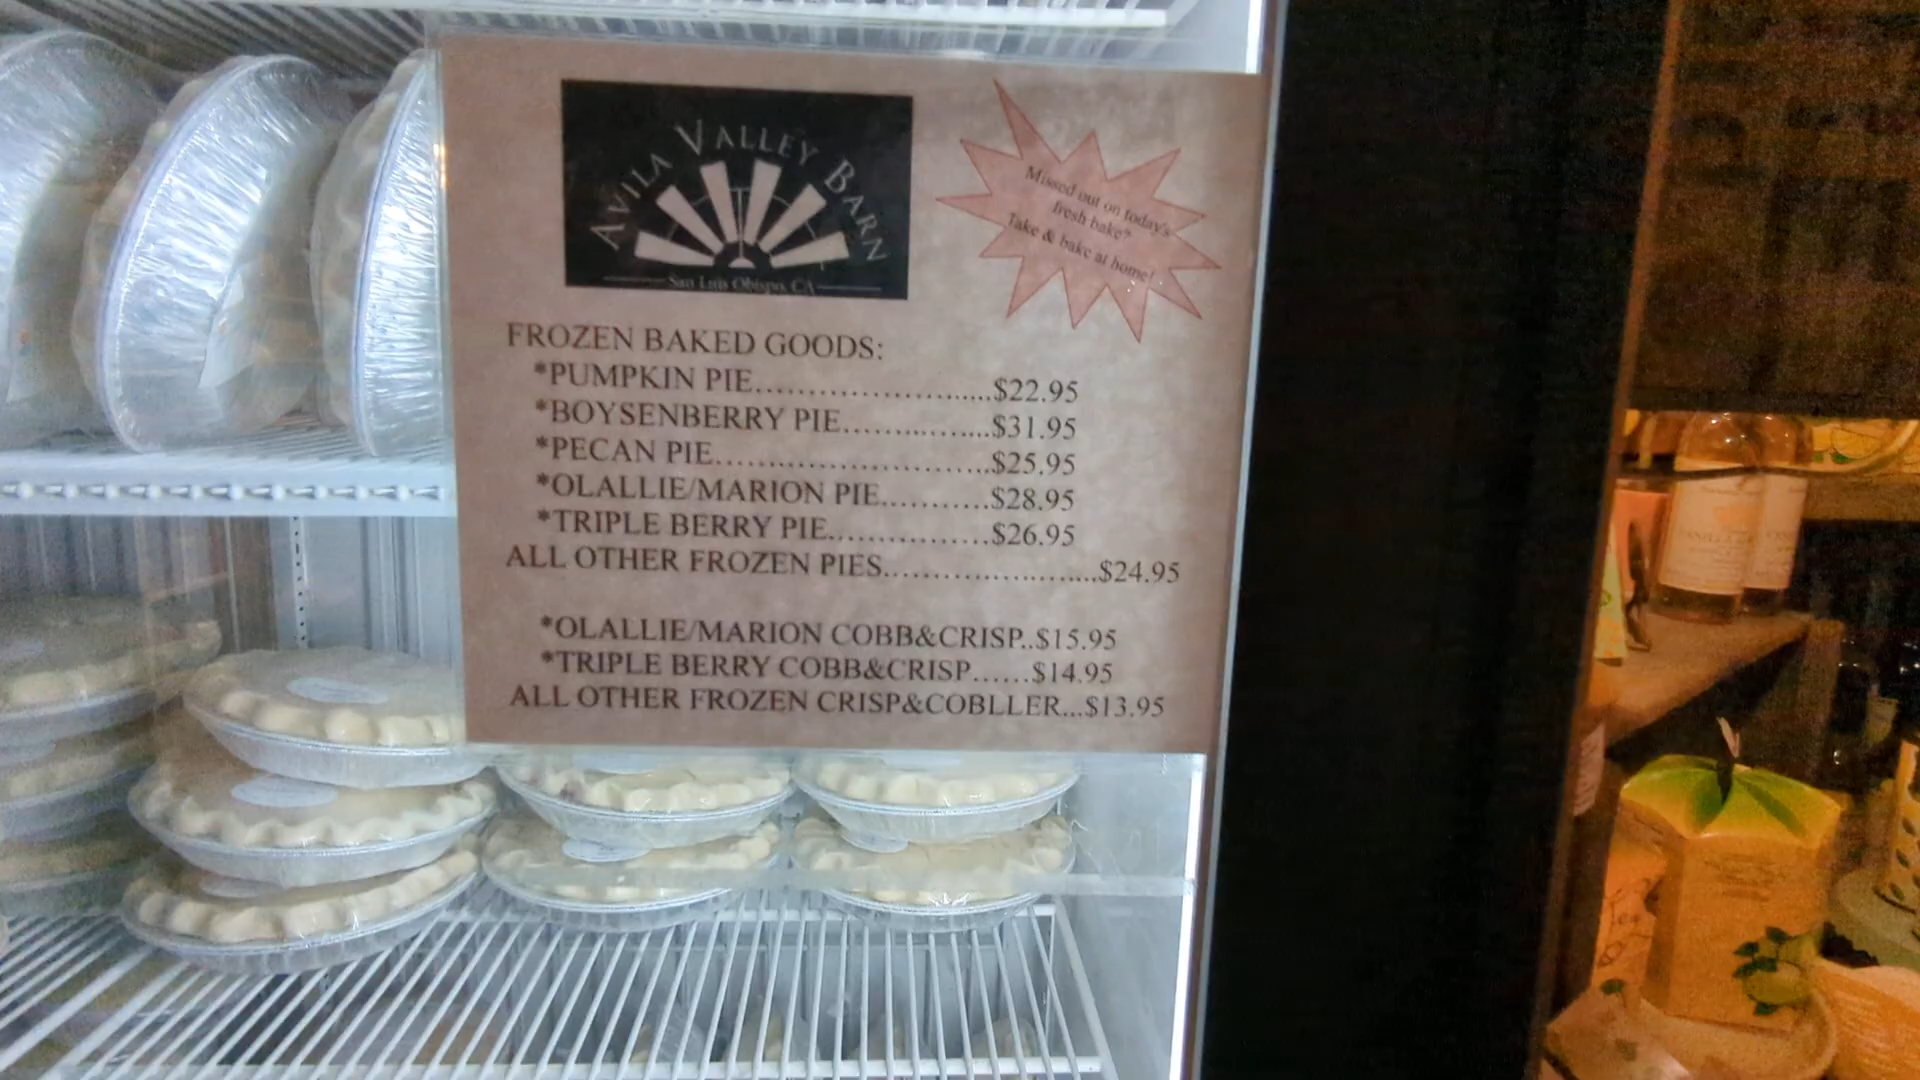 AVILA VALLEY BARN
San Luis Obispo, CA
Missed out on today's
fresh bake?
Take & bake at home!
FROZEN BAKED GOODS:
*PUMPKIN PIE.............................$22.95
*BOYSENBERRY PIE..................$31.95
*PECAN PIE..................................$25.95
*OLALLIE/MARION PIE.............$28.95
*TRIPLE BERRY PIE....................$26.95
ALL OTHER FROZEN PIES..........................$24.95
*OLALLIE/MARION COBB&CRISP..$15.95
*TRIPLE BERRY COBB&CRISP......$14.95
ALL OTHER FROZEN CRISP&COBLLER...$13.95
VANILLA